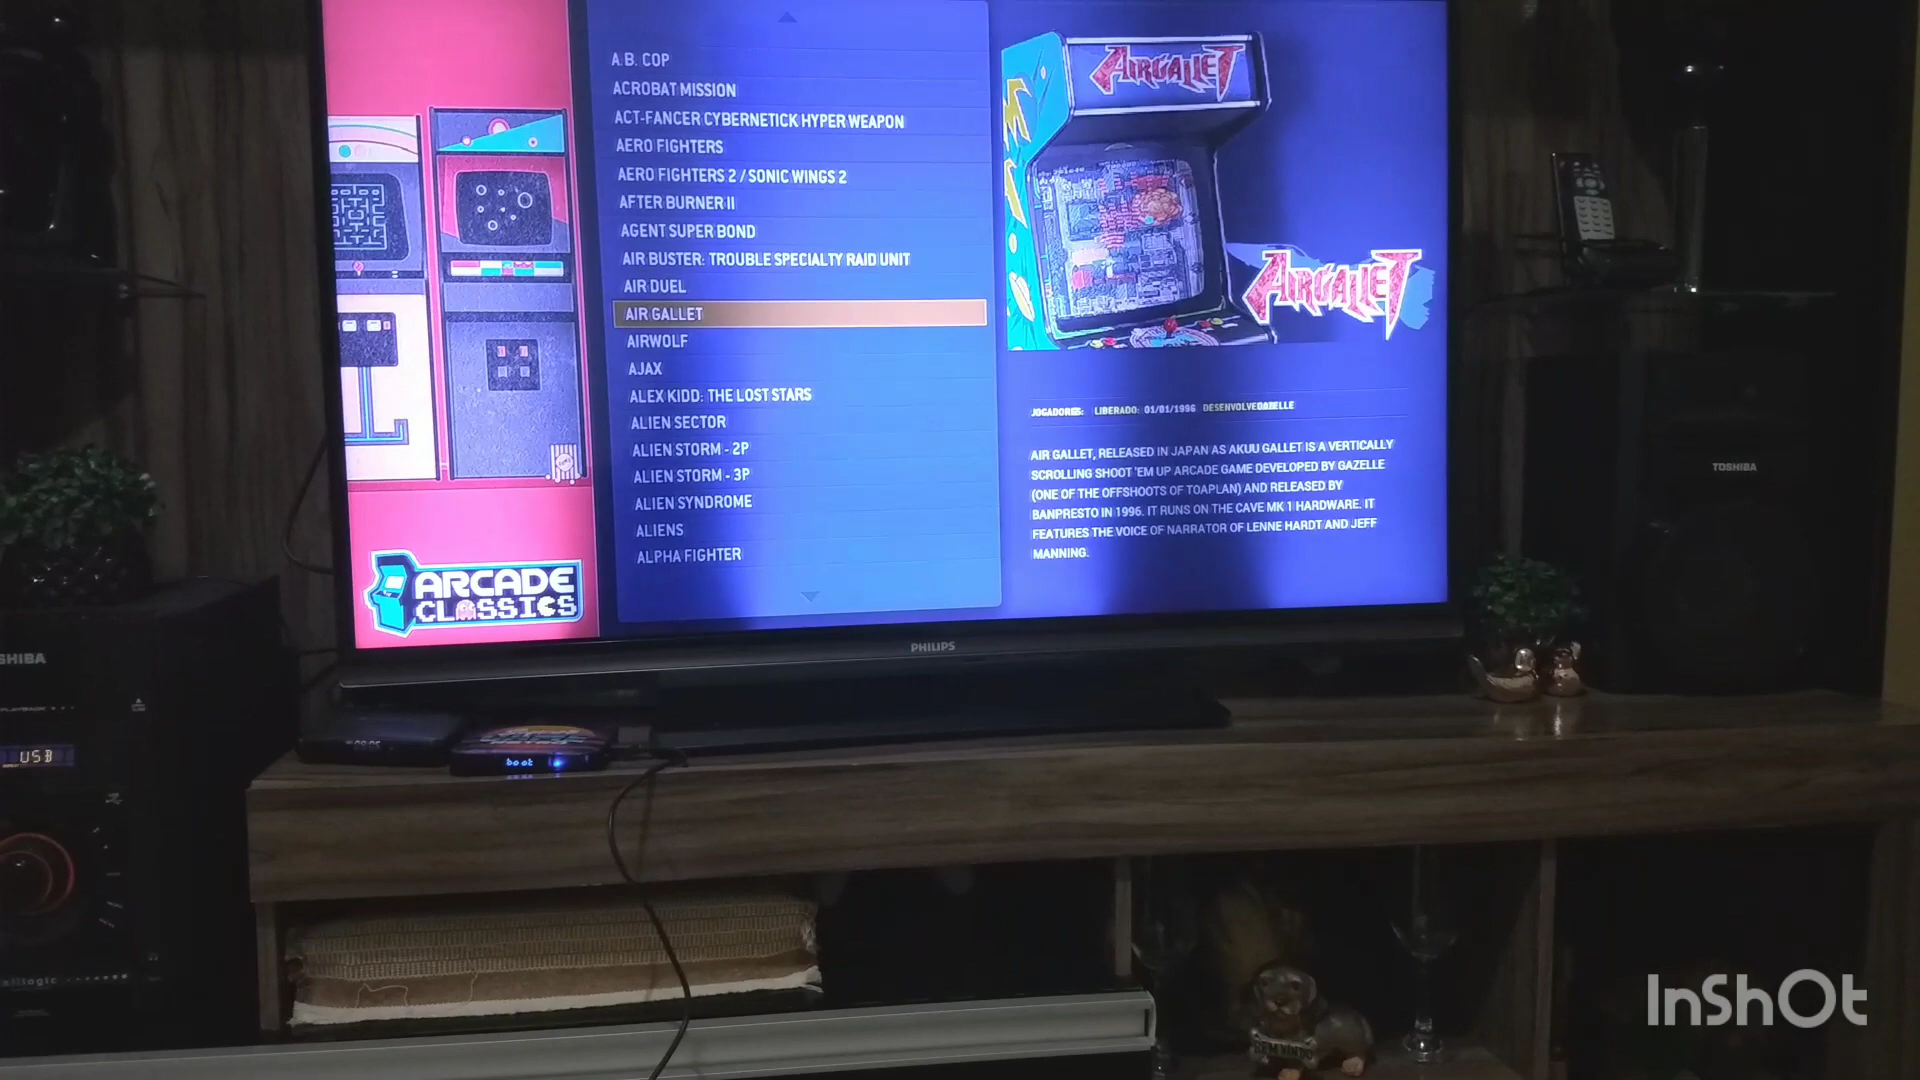 A.B. COP
ACROBAT MISSION
ACT-FANCER CYBERNETICK HYPER WEAPON
AERO FIGHTERS
AERO FIGHTERS 2 / SONIC WINGS 2
AFTER BURNER II
AGENT SUPER BOND
AIR BUSTER: TROUBLE SPECIALTY RAID UNIT
AIR DUEL
AIR GALLET
AIRWOLF
AJAX
ALEX KIDD: THE LOST STARS
ALIEN SECTOR
ALIEN STORM - 2P
ALIEN STORM - 3P
ALIEN SYNDROME
ALIENS
ALPHA FIGHTER
AIRGALLET
AIRGALLET
JOGADORES: LIBERADO: 01/01/1996
AIR GALLET, RELEASED IN JAPAN AS AKUU GALLET IS A VERTICALLY
SCROLLING SHOOT 'EM UP ARCADE GAME DEVELOPED BY GAZELLE
(ONE OF THE OFFSHOOTS OF TOAPLAN) AND RELEASED BY
BANPRESTO IN 1996. IT RUNS ON THE CAVE MK 1 HARDWARE. IT
FEATURES THE VOICE OF NARRATOR OF LENNE HARDT AND JEFF
MANNING.
ARCADE
CLASSICS
PHILIPS
TOSHIBA
SHIBA
USB
boot
BEM VINDO
InShOt